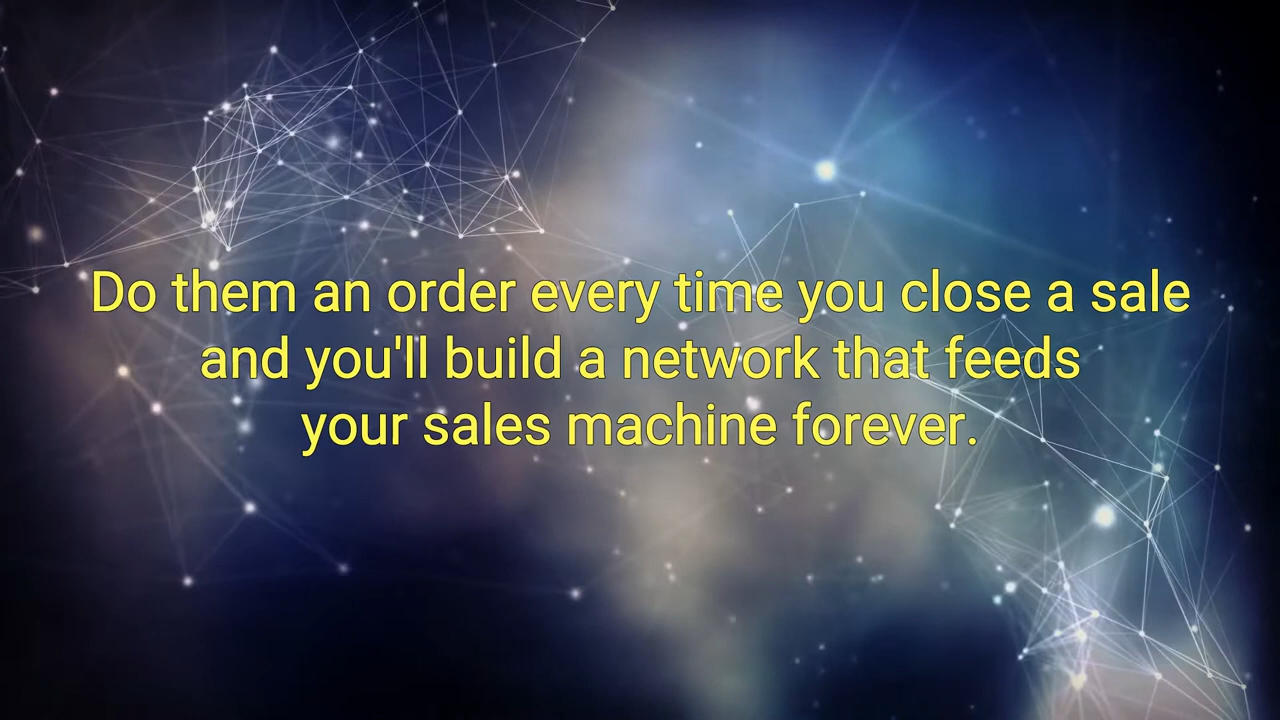 Do them an order every time you close a sale
and you'll build a network that feeds
your sales machine forever.